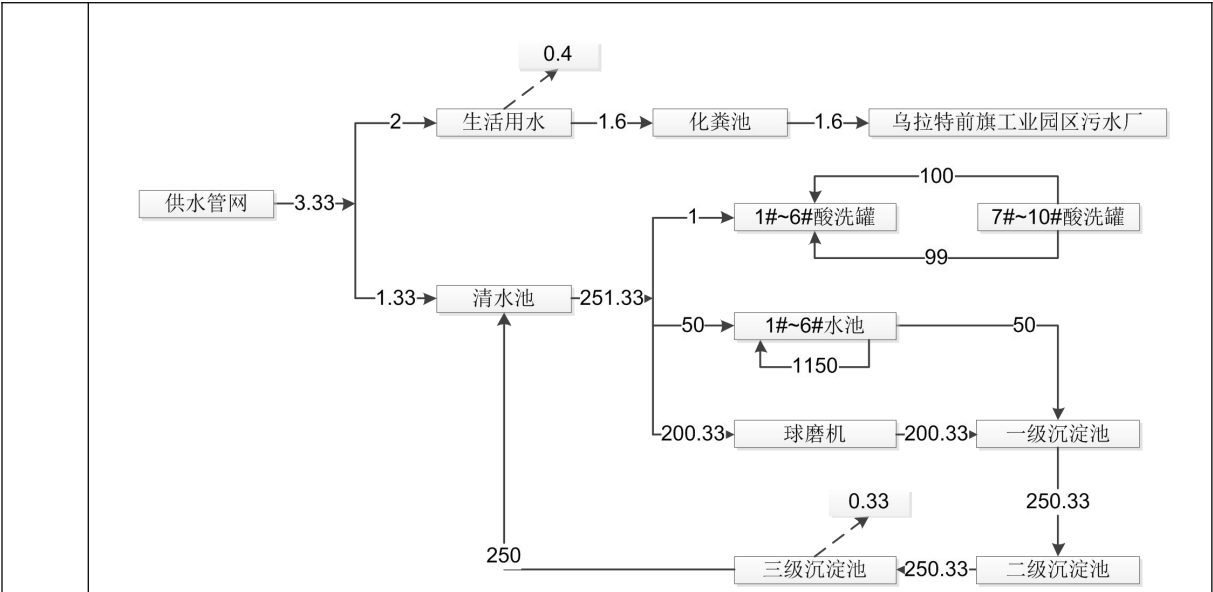 0.4
2
生活用水
1.6
化粪池
1.6
乌拉特前旗工业园区污水厂
供水管网
3.33
100
1
1#~6#酸洗罐
7#~10#酸洗罐
99
1.33
清水池
251.33
50
1#~6#水池
50
1150
200.33
球磨机
200.33
一级沉淀池
0.33
250.33
250
三级沉淀池
250.33
二级沉淀池